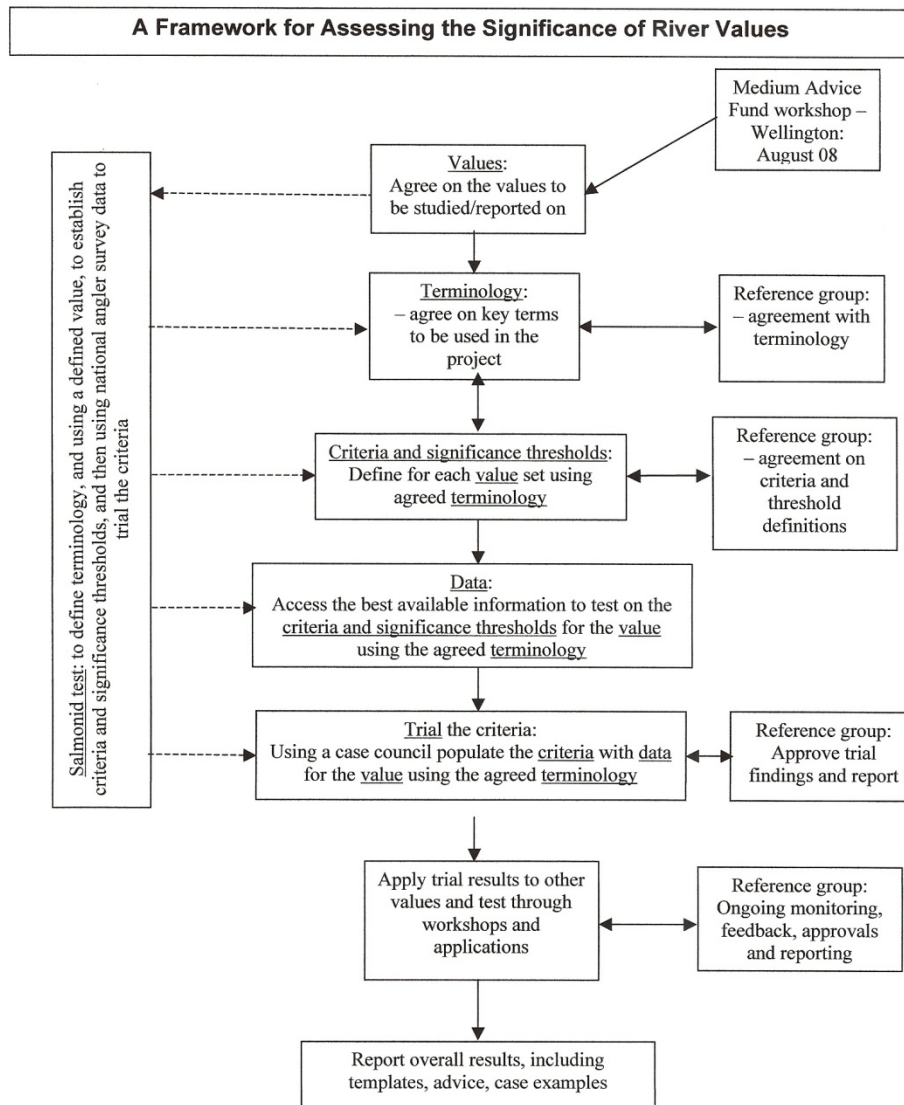 A Framework for Assessing the Significance of River Values
Medium Advice
Fund workshop –
Wellington:
August 08
Values:
Agree on the values to
be studied/reported on
Terminology:
– agree on key terms
to be used in the
project
Reference group:
– agreement with
terminology
Criteria and significance thresholds:
Define for each value set using
agreed terminology
Reference group:
– agreement on
criteria and
threshold
definitions
Data:
Access the best available information to test on the
criteria and significance thresholds for the value
using the agreed terminology
Trial the criteria:
Using a case council populate the criteria with data
for the value using the agreed terminology
Reference group:
Approve trial
findings and report
Apply trial results to other
values and test through
workshops and
applications
Reference group:
Ongoing monitoring,
feedback, approvals
and reporting
Report overall results, including
templates, advice, case examples
Salmonid test: to define terminology, and using a defined value, to establish
criteria and significance thresholds, and then using national angler survey data to
trial the criteria